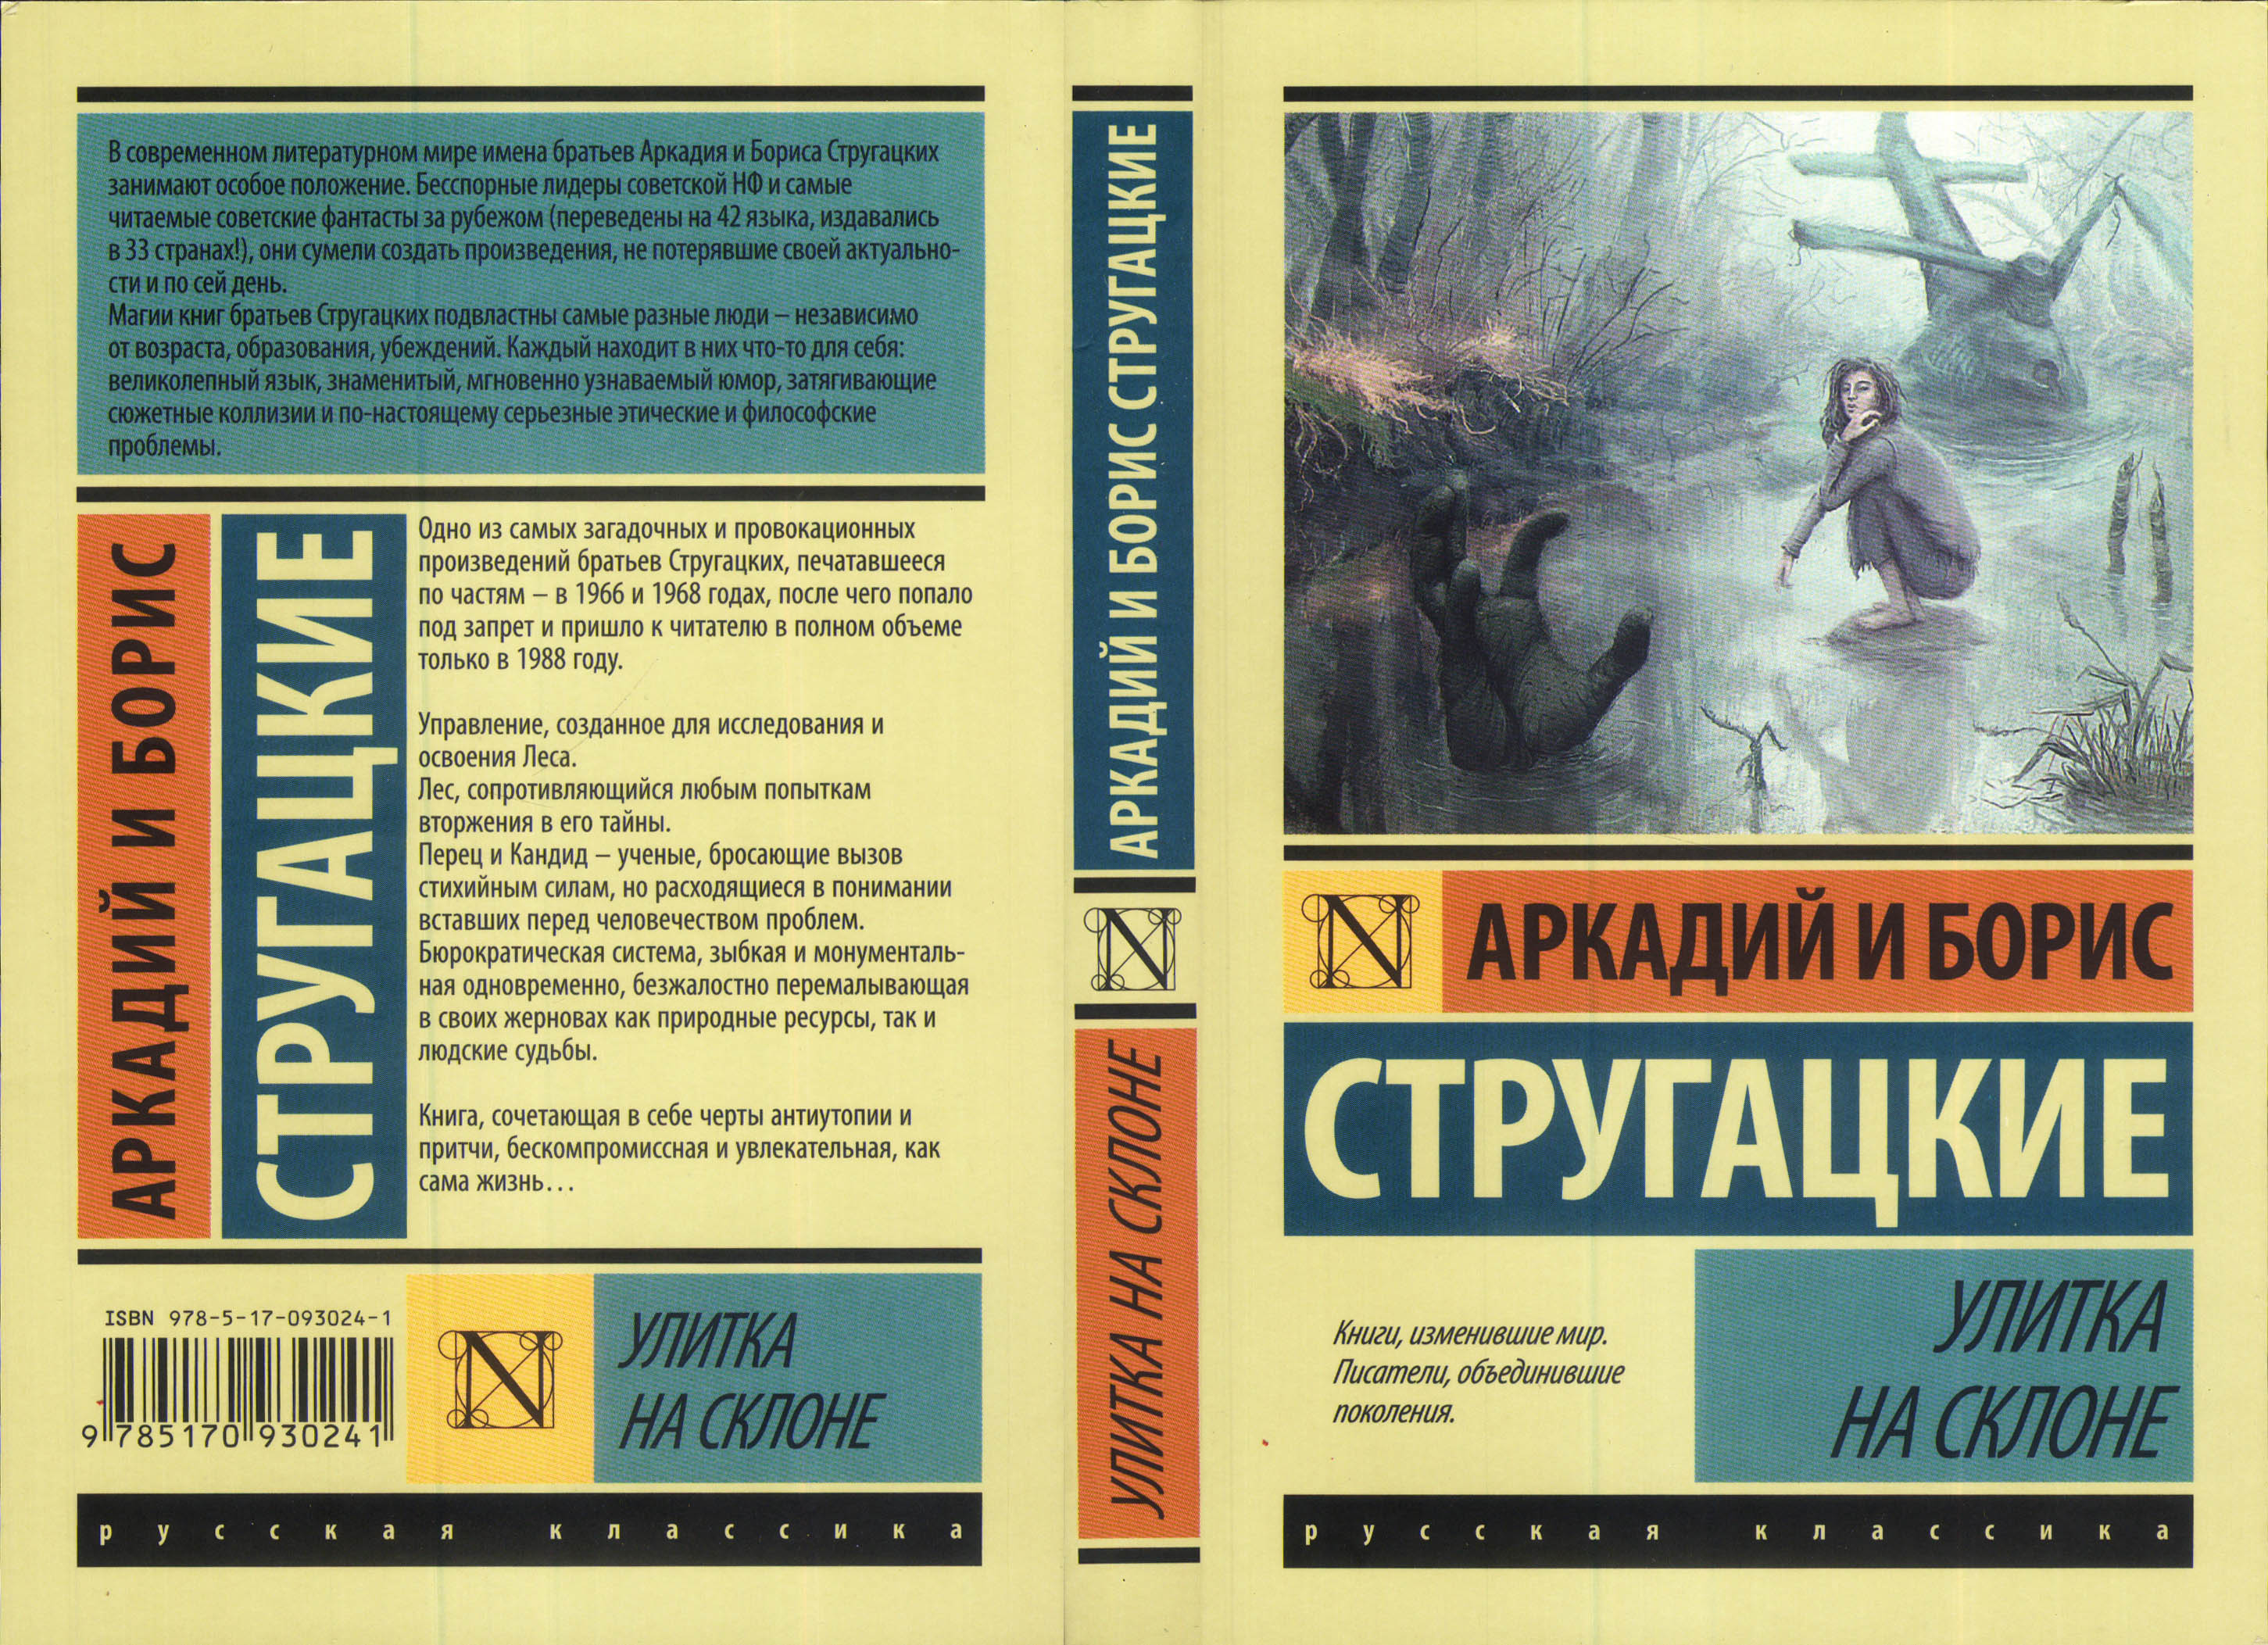 В современном литературном мире имена братьев Аркадия и Бориса Стругацких
занимают особое положение. Бесспорные лидеры советской НФ и самые
читаемые советские фантасты за рубежом (переведены на 42 языка, издавались
в 33 странах!), они сумели создать произведения, не потерявшие своей актуально-
сти и по сей день.
Магии книг братьев Стругацких подвластны самые разные люди – независимо
от возраста, образования, убеждений. Каждый находит в них что-то для себя:
великолепный язык, знаменитый, мгновенно узнаваемый юмор, затягивающие
сюжетные коллизии и по-настоящему серьезные этические и философские
проблемы.
АРКАДИЙ И БОРИС
СТРУГАЦКИЕ
Одно из самых загадочных и провокационных
произведений братьев Стругацких, печатавшееся
по частям – в 1966 и 1968 годах, после чего попало
под запрет и пришло к читателю в полном объеме
только в 1988 году.
Управление, созданное для исследования и
освоения Леса.
Лес, сопротивляющийся любым попыткам
вторжения в его тайны.
Перец и Кандид – ученые, бросающие вызов
стихийным силам, но расходящиеся в понимании
вставших перед человечеством проблем.
Бюрократическая система, зыбкая и монументаль-
ная одновременно, безжалостно перемалывающая
в своих жерновах как природные ресурсы, так и
людские судьбы.
Книга, сочетающая в себе черты антиутопии и
притчи, бескомпромиссная и увлекательная, как
сама жизнь...
ISBN 978-5-17-093024-1
9 785170 930241
N
УЛИТКА
НА СКЛОНЕ
русская классика
АРКАДИЙ И БОРИС СТРУГАЦКИЕ
N
УЛИТКА НА СКЛОНЕ
N
АРКАДИЙ И БОРИС
СТРУГАЦКИЕ
Книги, изменившие мир.
Писатели, объединившие
поколения.
УЛИТКА
НА СКЛОНЕ
русская классика